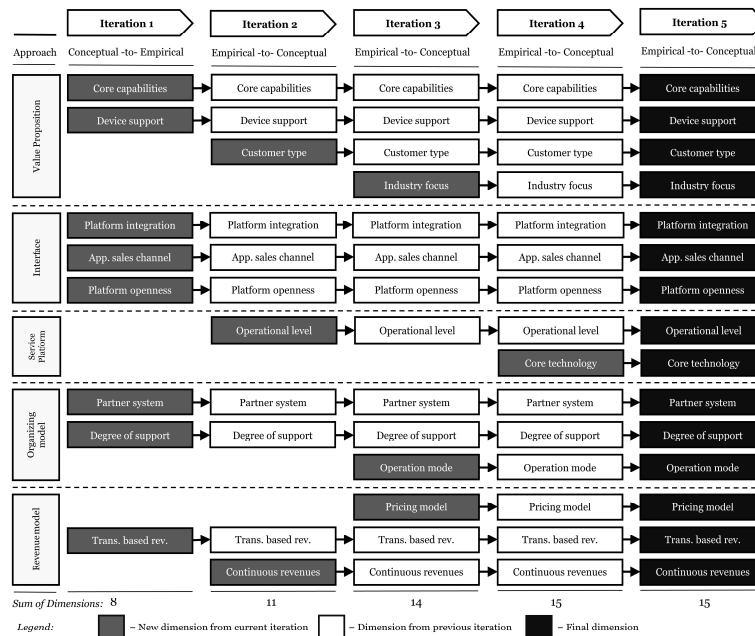 Iteration 1 Iteration 2 Iteration 3 Iteration 4 Iteration 5
Approach Conceptual -to- Empirical Empirical -to- Conceptual Empirical -to- Conceptual Empirical -to- Conceptual Empirical -to- Conceptual
Value Proposition
Core capabilities Core capabilities Core capabilities Core capabilities Core capabilities
Device support Device support Device support Device support Device support
Customer type Customer type Customer type Customer type
Industry focus Industry focus Industry focus
Interface
Platform integration Platform integration Platform integration Platform integration Platform integration
App. sales channel App. sales channel App. sales channel App. sales channel App. sales channel
Platform openness Platform openness Platform openness Platform openness Platform openness
Service
Platform
Operational level Operational level Operational level Operational level
Core technology Core technology
Organizing
model
Partner system Partner system Partner system Partner system Partner system
Degree of support Degree of support Degree of support Degree of support Degree of support
Operation mode Operation mode Operation mode
Revenue model
Pricing model Pricing model Pricing model
Trans. based rev. Trans. based rev. Trans. based rev. Trans. based rev. Trans. based rev.
Continuous revenues Continuous revenues Continuous revenues Continuous revenues
Sum of Dimensions: 8 11 14 15 15
Legend: – New dimension from current iteration – Dimension from previous iteration – Final dimension